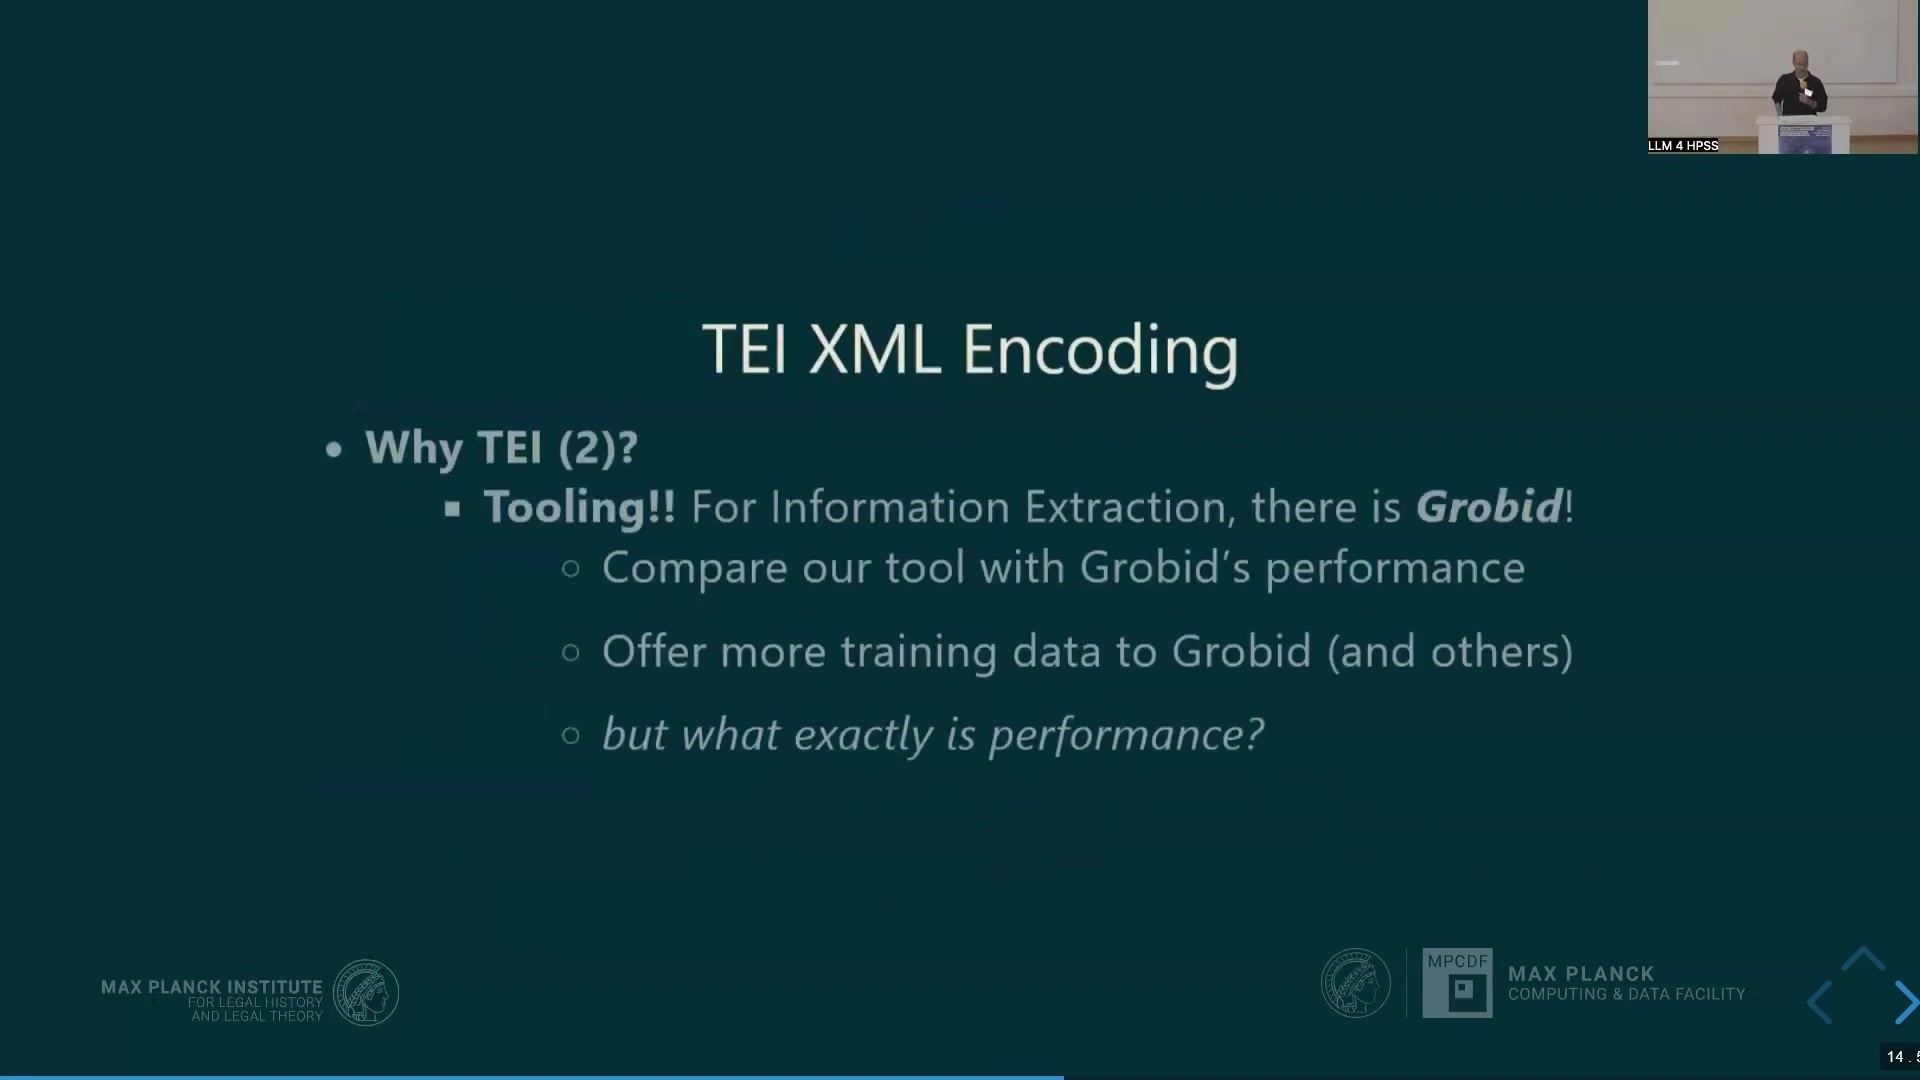 LLM 4 HPSS
TEI XML Encoding
• Why TEI (2)?
▪ Tooling!! For Information Extraction, there is Grobid!
○ Compare our tool with Grobid's performance
○ Offer more training data to Grobid (and others)
○ but what exactly is performance?
MAX PLANCK INSTITUTE
FOR LEGAL HISTORY
AND LEGAL THEORY
MPCDF
MAX PLANCK
COMPUTING & DATA FACILITY
14 . 5